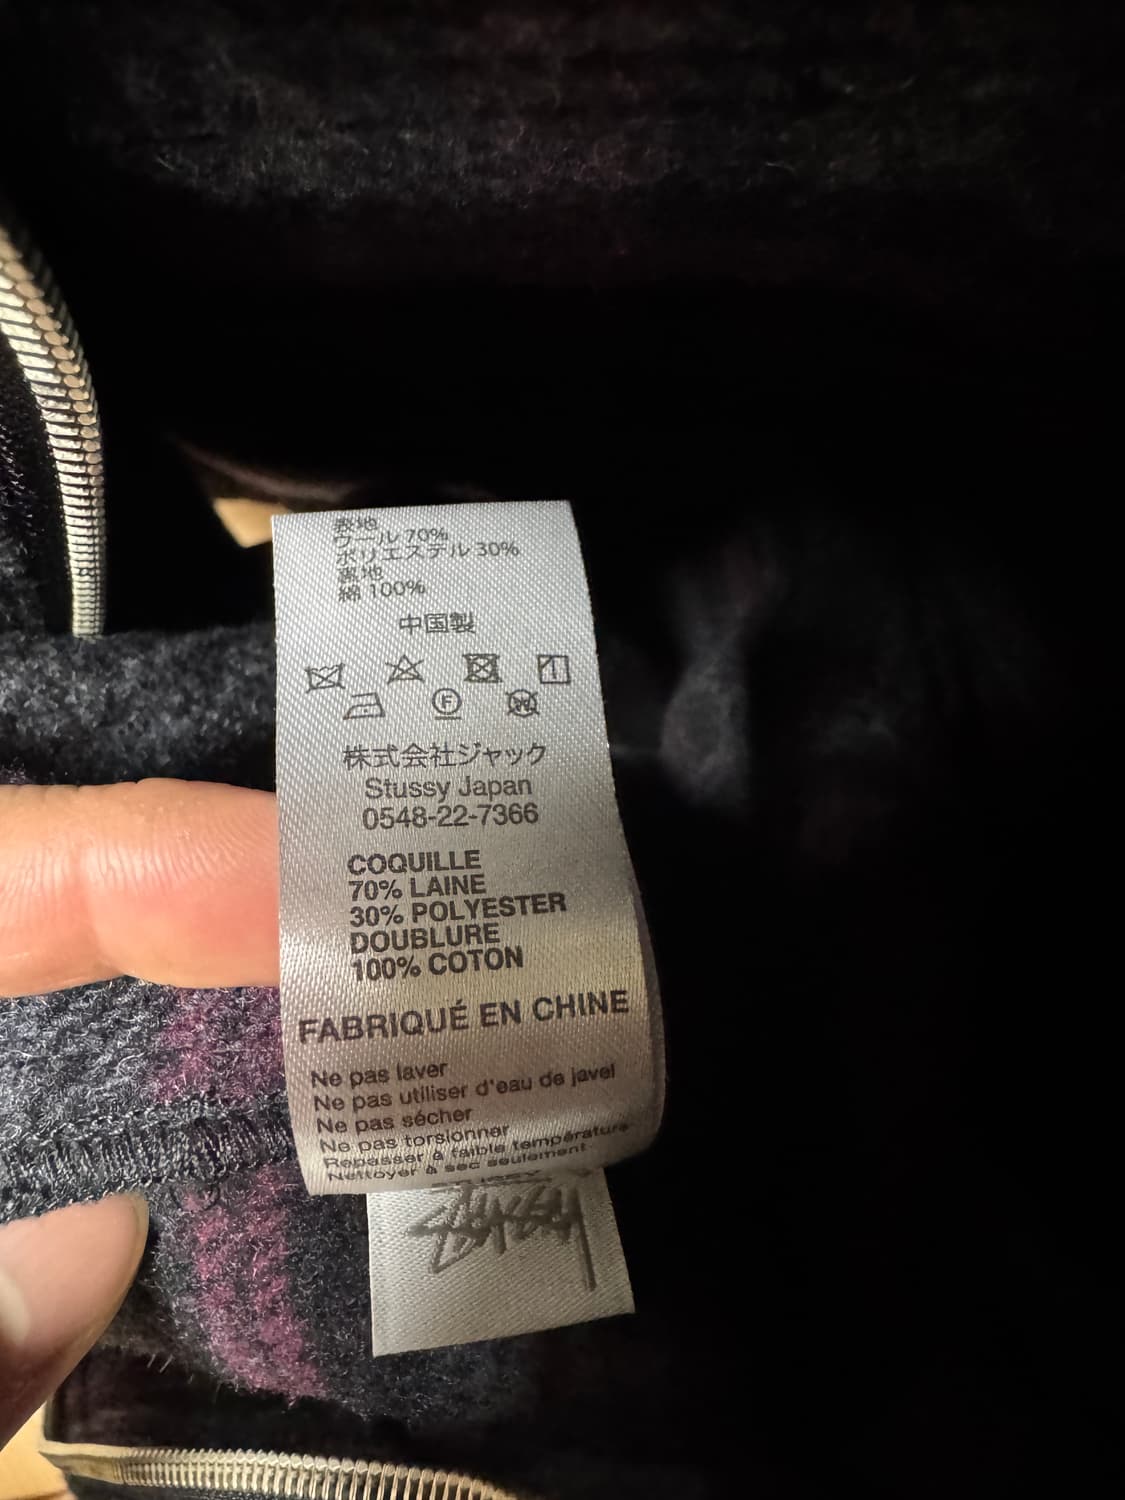 表地
ウール 70%
ポリエステル 30%
裏地
綿 100%
中国製
F
W
株式会社ジャック
Stussy Japan
0548-22-7366
COQUILLE
70% LAINE
30% POLYESTER
DOUBLURE
100% COTON
FABRIQUÉ EN CHINE
Ne pas laver
Ne pas utiliser d'eau de javel
Ne pas sécher
Ne pas torsionner
Repasser à faible température
Nettoyer à sec seulement
STUSSY